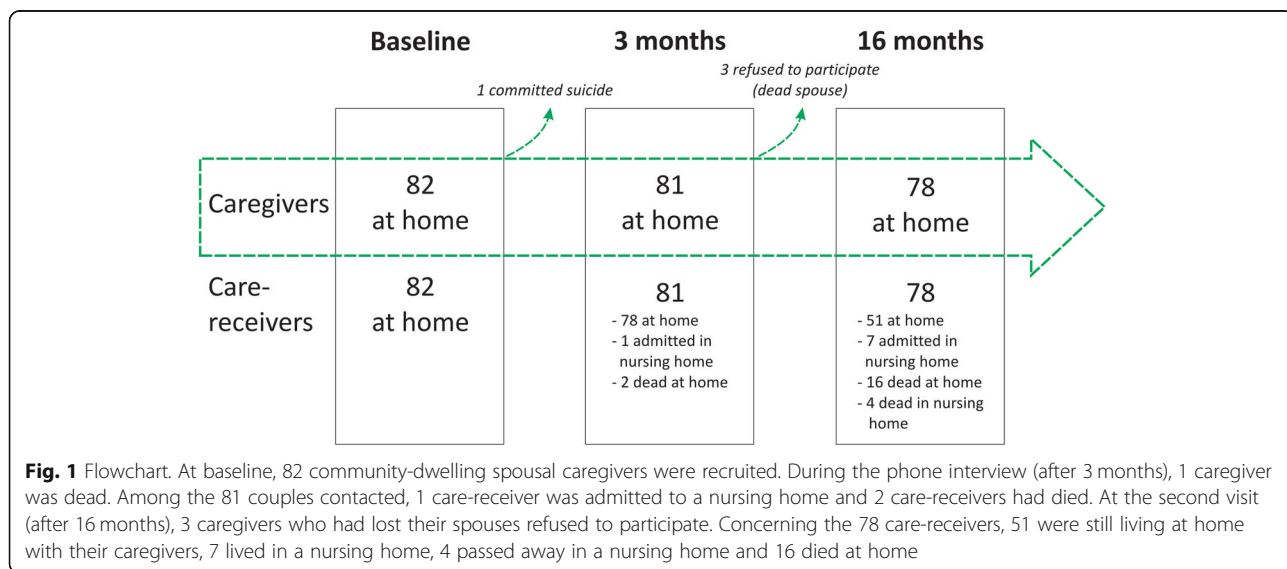 Baseline
3 months
16 months
1 committed suicide
3 refused to participate
(dead spouse)
Caregivers
82
at home
81
at home
78
at home
Care-
receivers
82
at home
81
- 78 at home
- 1 admitted in
nursing home
- 2 dead at home
78
- 51 at home
- 7 admitted in
nursing home
- 16 dead at home
- 4 dead in nursing
home
Fig. 1 Flowchart. At baseline, 82 community-dwelling spousal caregivers were recruited. During the phone interview (after 3 months), 1 caregiver
was dead. Among the 81 couples contacted, 1 care-receiver was admitted to a nursing home and 2 care-receivers had died. At the second visit
(after 16 months), 3 caregivers who had lost their spouses refused to participate. Concerning the 78 care-receivers, 51 were still living at home
with their caregivers, 7 lived in a nursing home, 4 passed away in a nursing home and 16 died at home